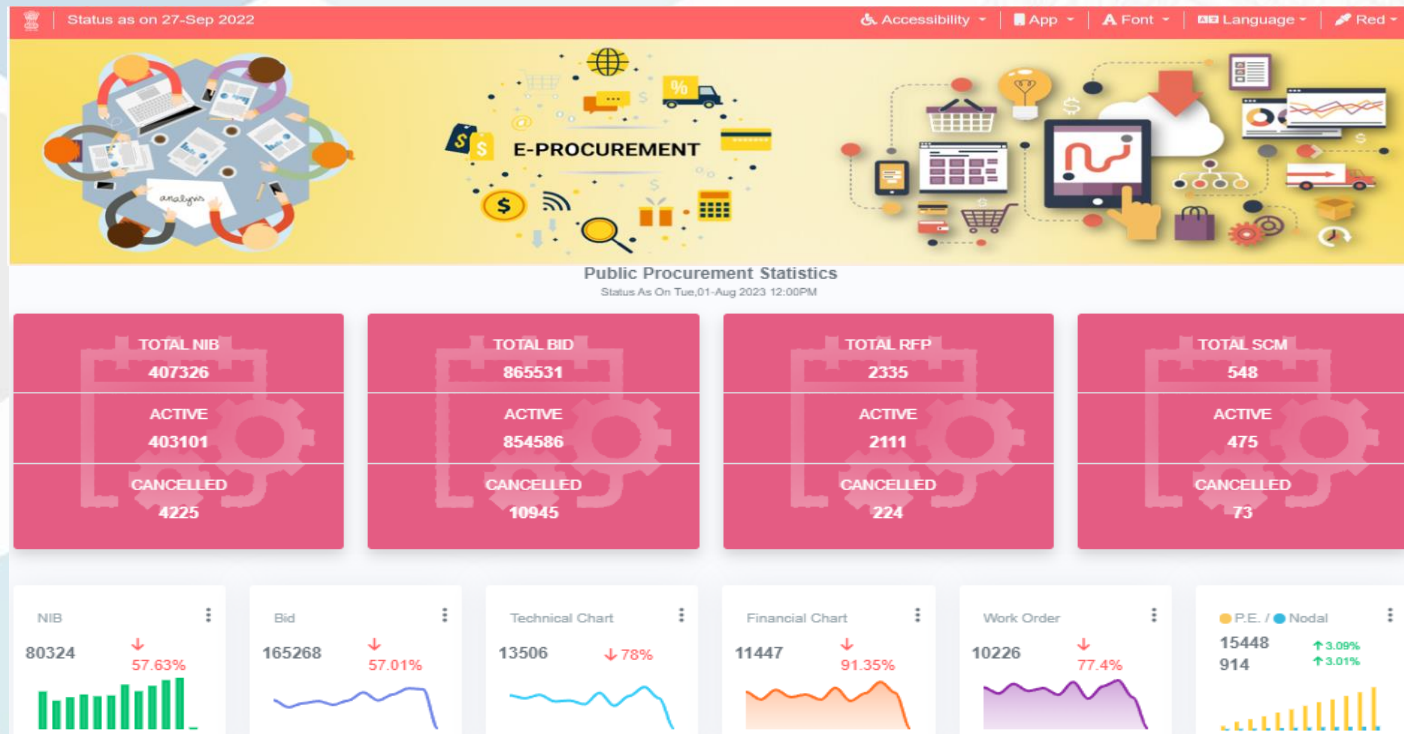 Status as on 27-Sep 2022
Accessibility
App
A Font
Language
Red
analysis
%
@
$
$
E-PROCUREMENT
$
Public Procurement Statistics
Status As On Tue,01-Aug 2023 12:00PM
TOTAL NIB
407326
ACTIVE
403101
CANCELLED
4225
TOTAL BID
865531
ACTIVE
854586
CANCELLED
10945
TOTAL RFP
2335
ACTIVE
2111
CANCELLED
224
TOTAL SCM
548
ACTIVE
475
CANCELLED
73
NIB
80324
57.63%
Bid
165268
57.01%
Technical Chart
13506
78%
Financial Chart
11447
91.35%
Work Order
10226
77.4%
P.E. / Nodal
15448
3.09%
914
3.01%